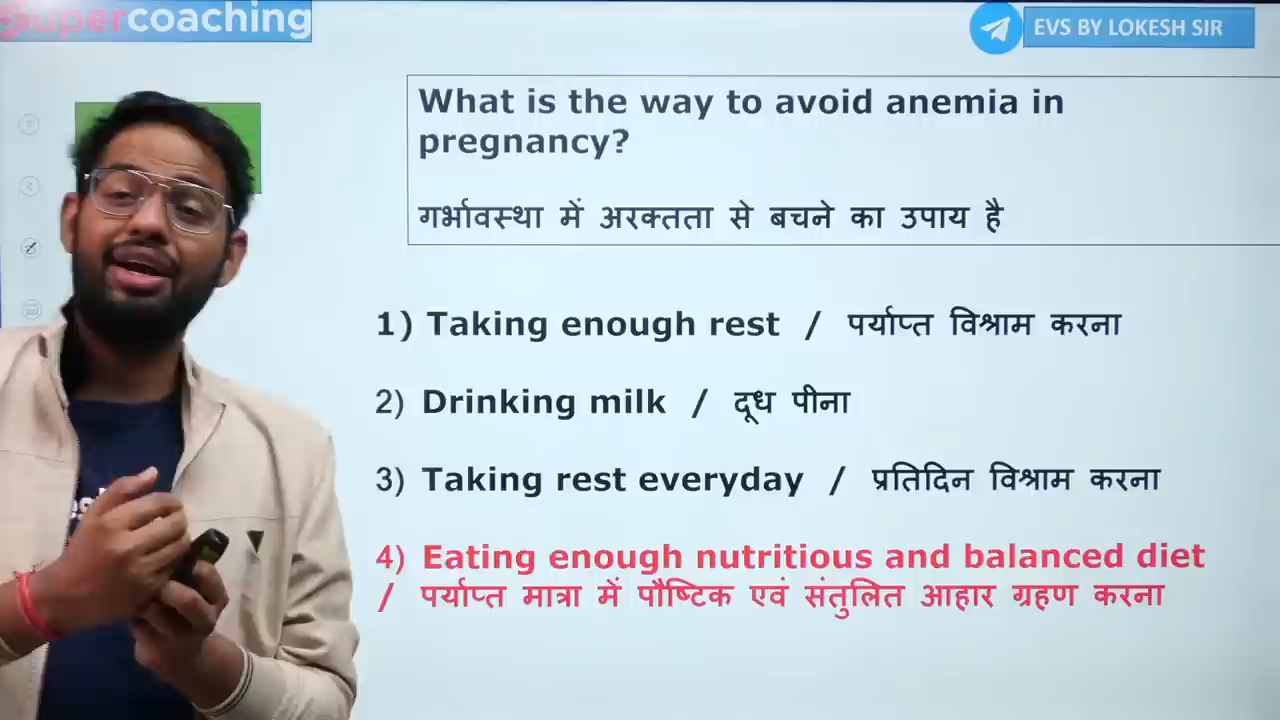 Supercoaching
EVS BY LOKESH SIR
What is the way to avoid anemia in
pregnancy?
गर्भावस्था में अरक्तता से बचने का उपाय है
1) Taking enough rest / पर्याप्त विश्राम करना
2) Drinking milk / दूध पीना
3) Taking rest everyday / प्रतिदिन विश्राम करना
4) Eating enough nutritious and balanced diet
/ पर्याप्त मात्रा में पौष्टिक एवं संतुलित आहार ग्रहण करना